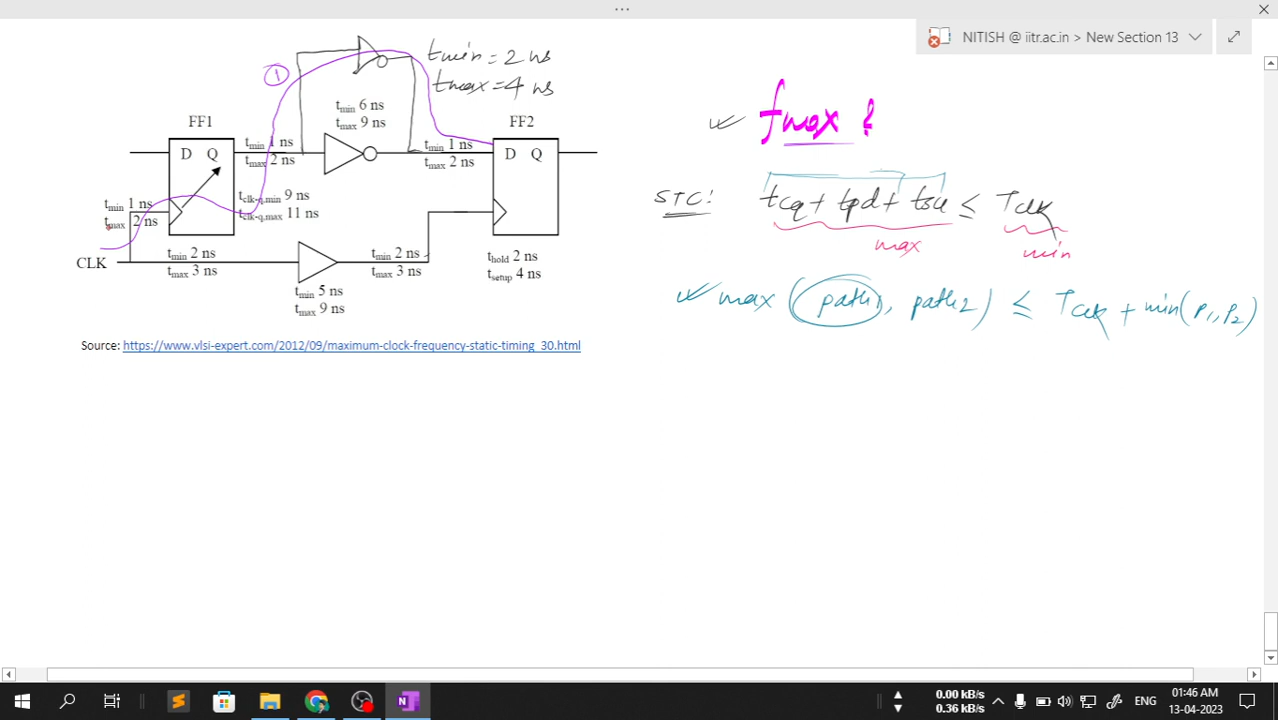 NITISH @ iitr.ac.in > New Section 13
tmin = 2 ns
tmax = 4 ns
①
tmin 6 ns
tmax 9 ns
FF1
FF2
D Q
tmin 1 ns
tmax 2 ns
tmin 1 ns
tmax 2 ns
D Q
tmin 1 ns
tmax 2 ns
tclk-q,min 9 ns
tclk-q,max 11 ns
CLK
tmin 2 ns
tmax 3 ns
tmin 2 ns
tmax 3 ns
thold 2 ns
tsetup 4 ns
tmin 5 ns
tmax 9 ns
Source: https://www.vlsi-expert.com/2012/09/maximum-clock-frequency-static-timing_30.html
fmax
STC: tcq + tpd + tsu ≤ Tclk
max
min
max (path1, path2) ≤ Tclk + min(P1, P2)
0.00 kB/s
0.36 kB/s
ENG
01:46 AM
13-04-2023